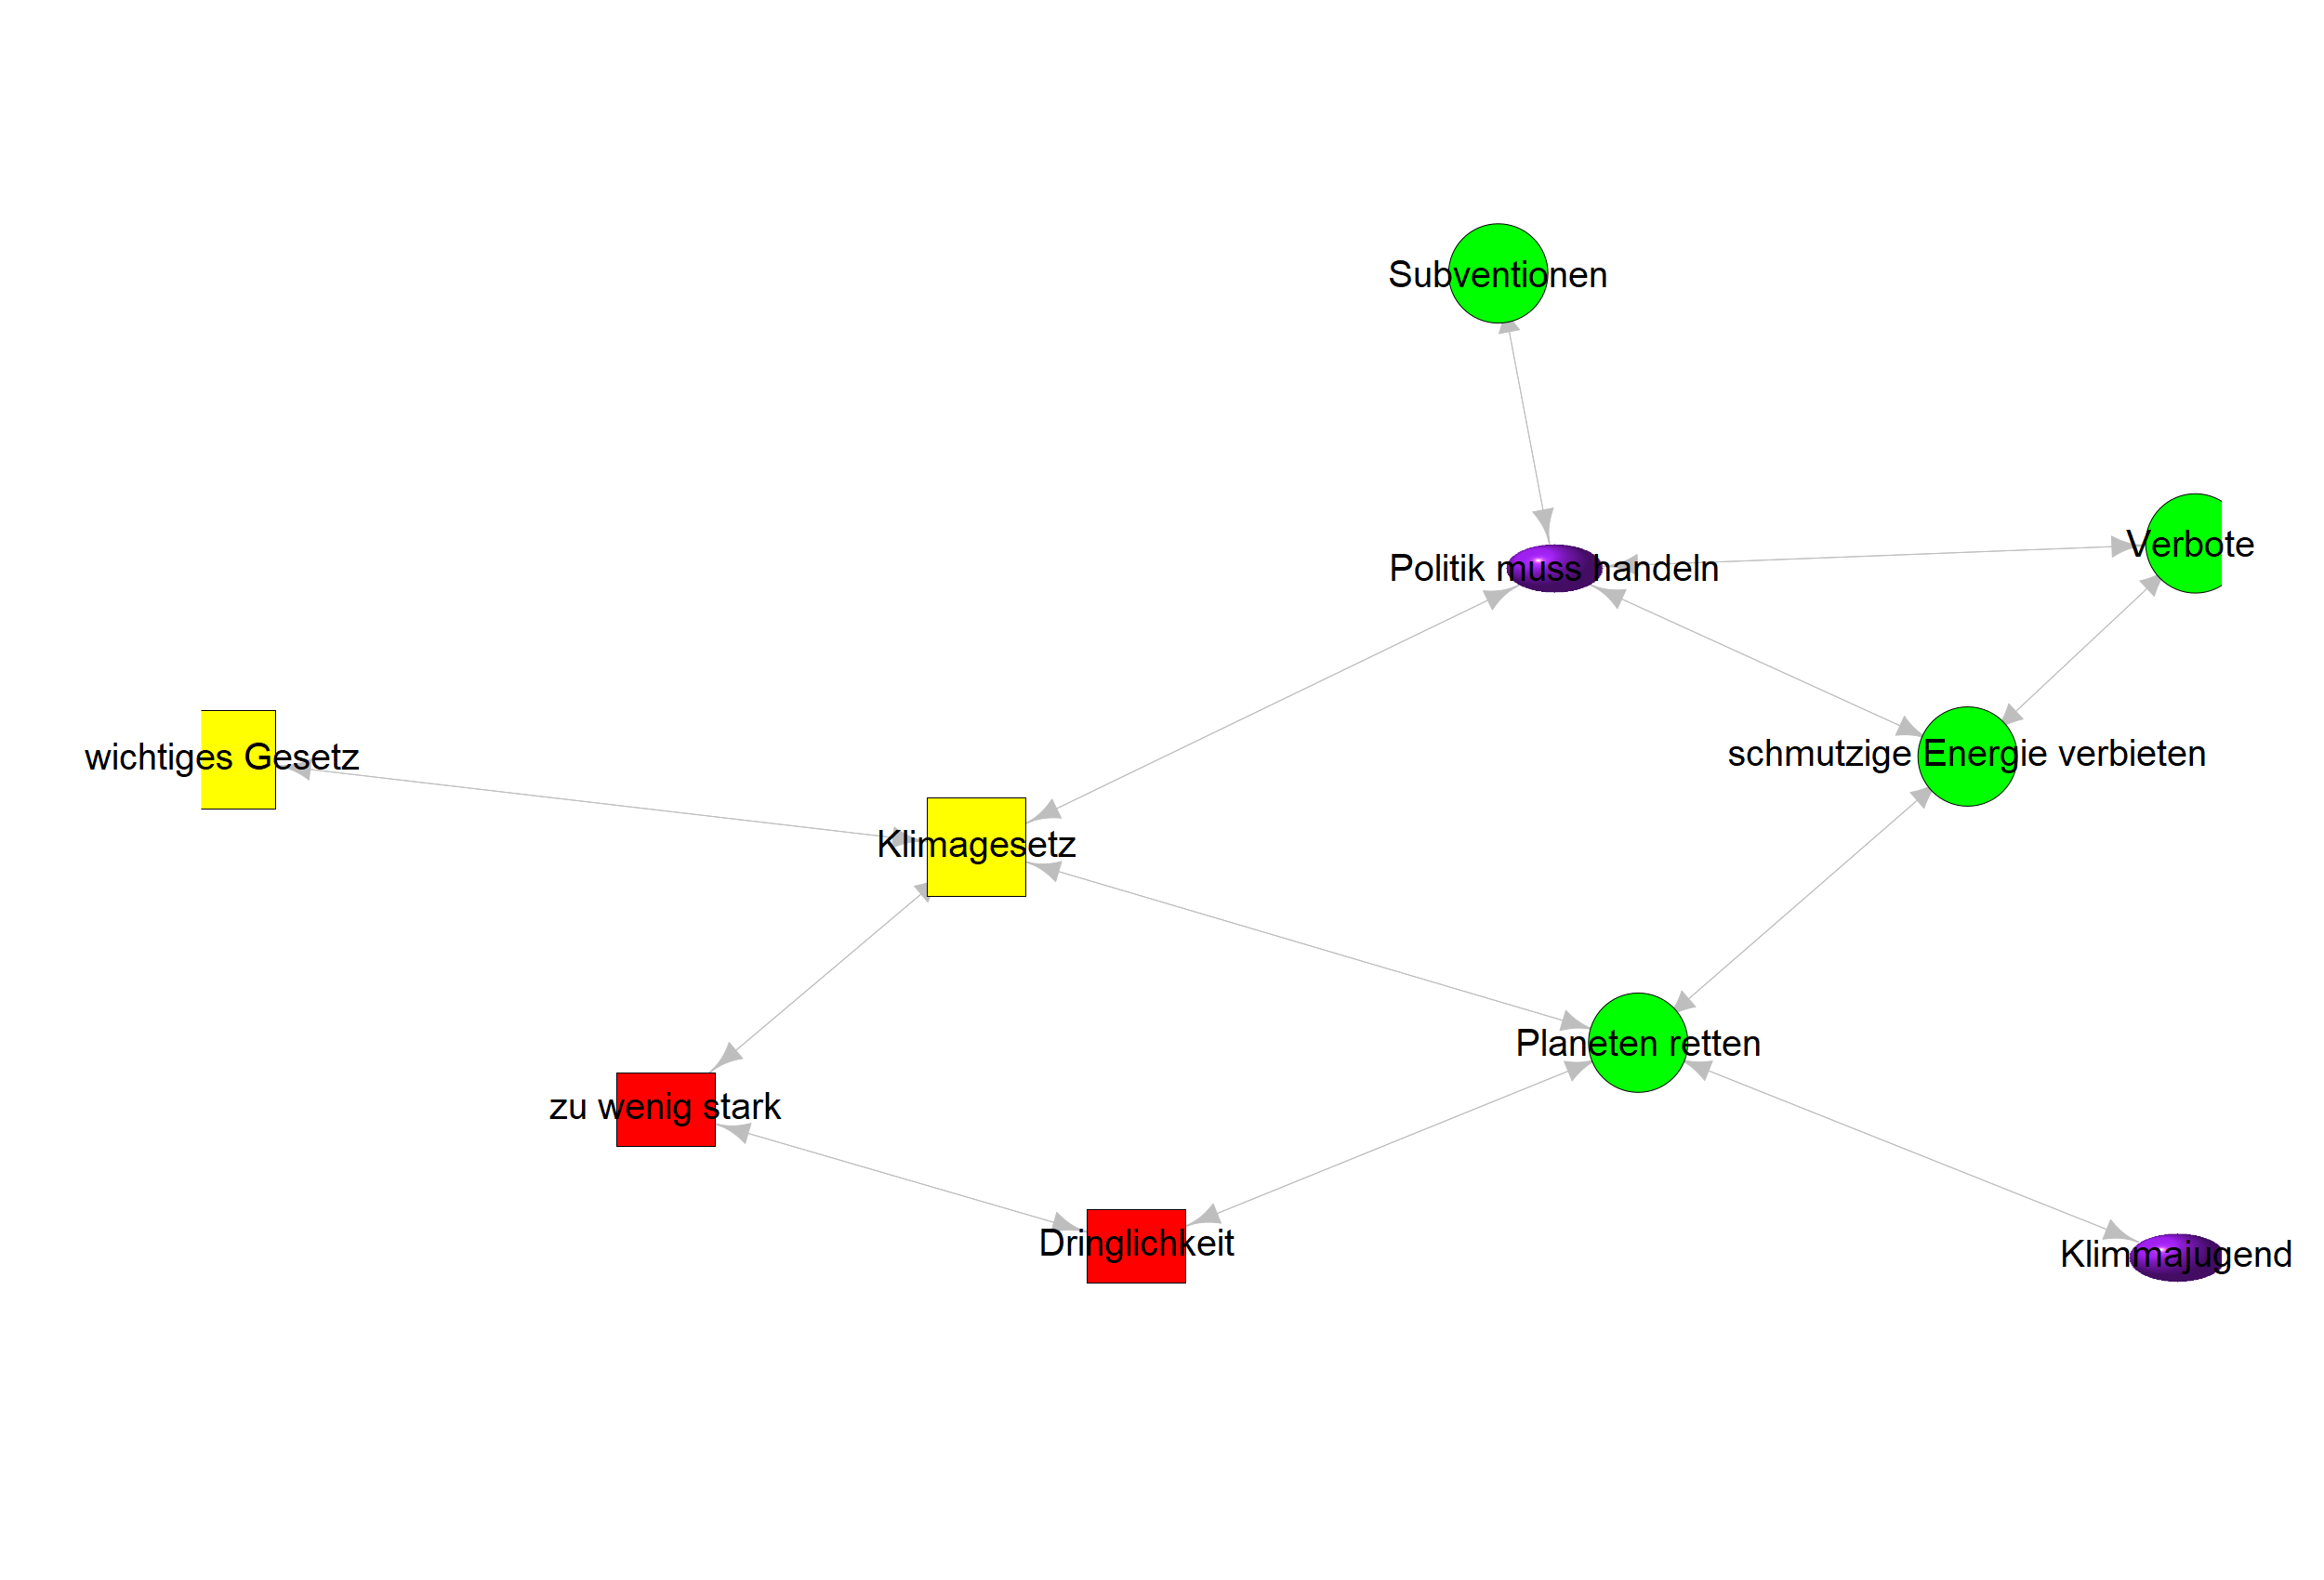 Subventionen
Verbote
Politik muss handeln
schmutzige Energie verbieten
wichtiges Gesetz
Klimagesetz
Planeten retten
zu wenig stark
Dringlichkeit
Klimmajugend